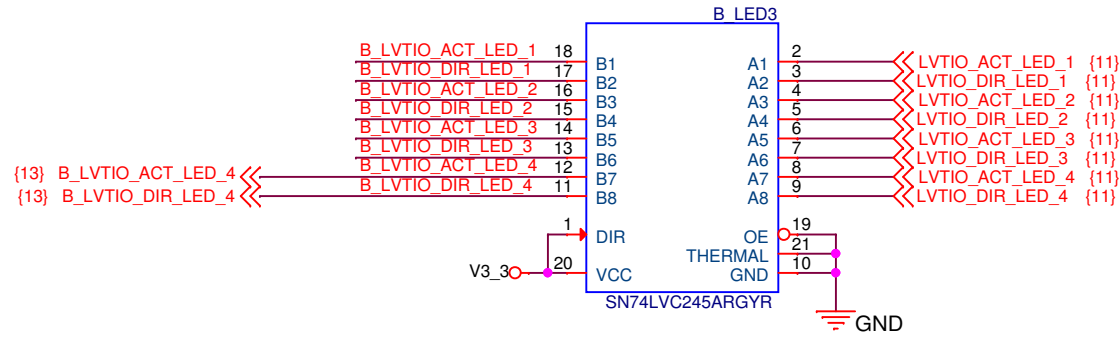 B_LED3
B_LVTIO_ACT_LED_1 18 B1 A1 2 LVTIO_ACT_LED_1 {11}
B_LVTIO_DIR_LED_1 17 B2 A2 3 LVTIO_DIR_LED_1 {11}
B_LVTIO_ACT_LED_2 16 B3 A3 4 LVTIO_ACT_LED_2 {11}
B_LVTIO_DIR_LED_2 15 B4 A4 5 LVTIO_DIR_LED_2 {11}
B_LVTIO_ACT_LED_3 14 B5 A5 6 LVTIO_ACT_LED_3 {11}
B_LVTIO_DIR_LED_3 13 B6 A6 7 LVTIO_DIR_LED_3 {11}
{13} B_LVTIO_ACT_LED_4 B_LVTIO_ACT_LED_4 12 B7 A7 8 LVTIO_ACT_LED_4 {11}
{13} B_LVTIO_DIR_LED_4 B_LVTIO_DIR_LED_4 11 B8 A8 9 LVTIO_DIR_LED_4 {11}
1 DIR OE 19
THERMAL 21
V3_3 20 VCC GND 10
SN74LVC245ARGYR
GND